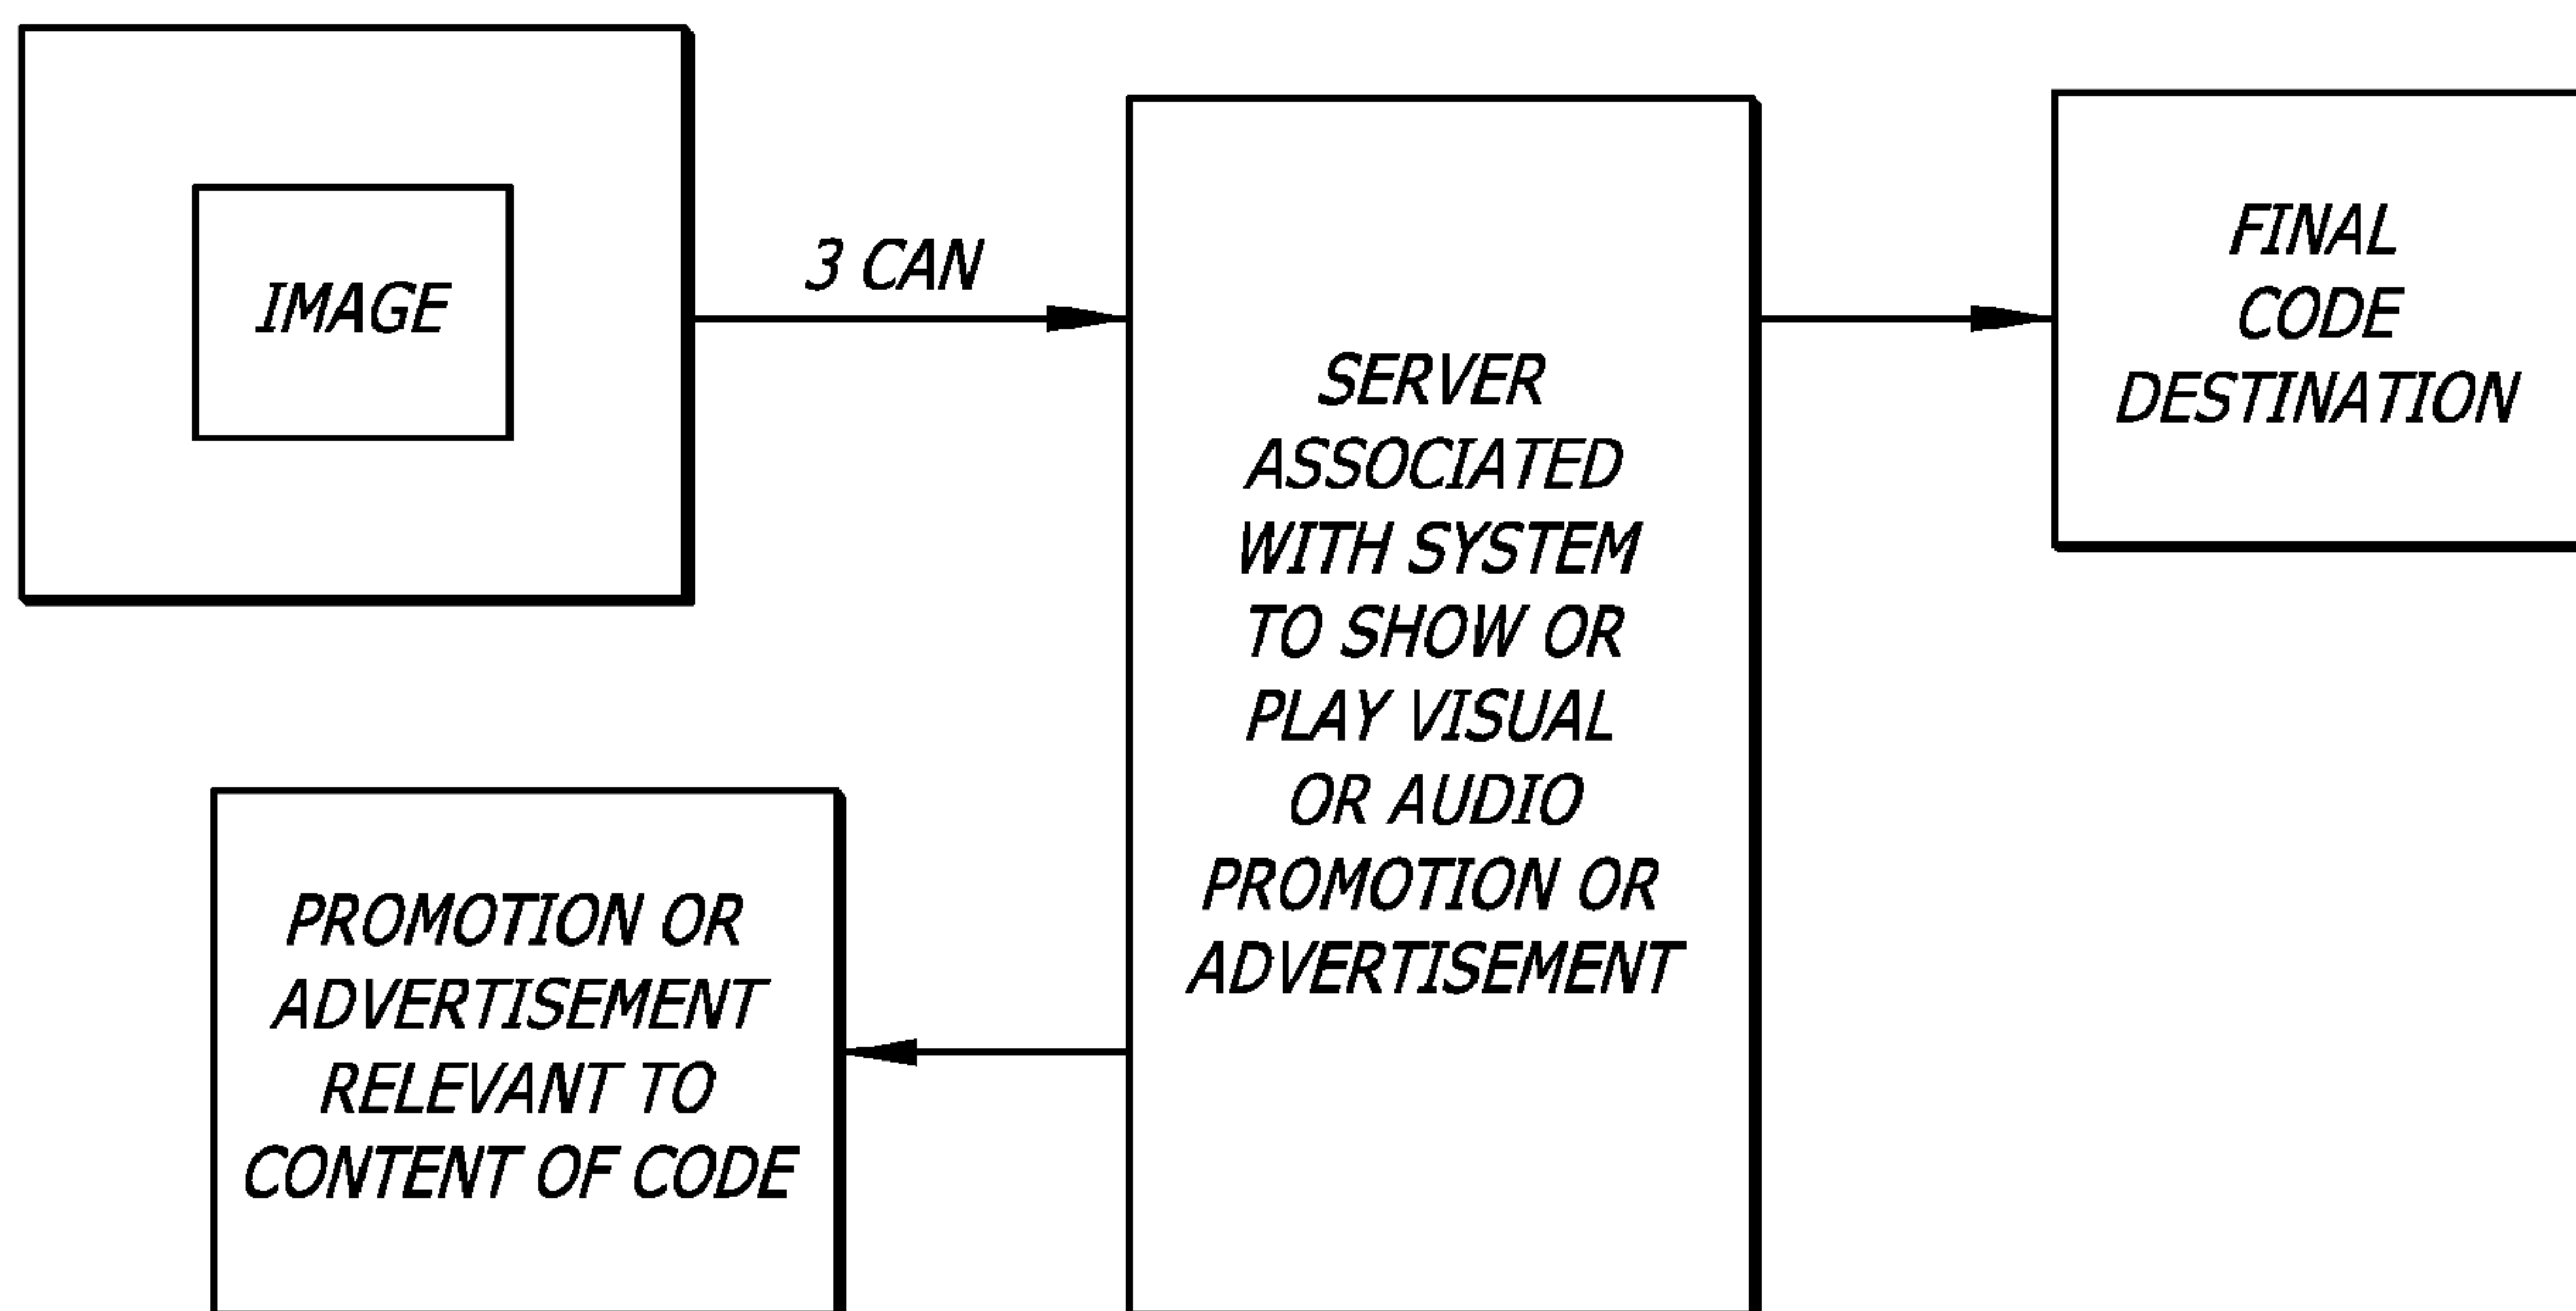 IMAGE
3 CAN
SERVER
ASSOCIATED
WITH SYSTEM
TO SHOW OR
PLAY VISUAL
OR AUDIO
PROMOTION OR
ADVERTISEMENT
FINAL
CODE
DESTINATION
PROMOTION OR
ADVERTISEMENT
RELEVANT TO
CONTENT OF CODE